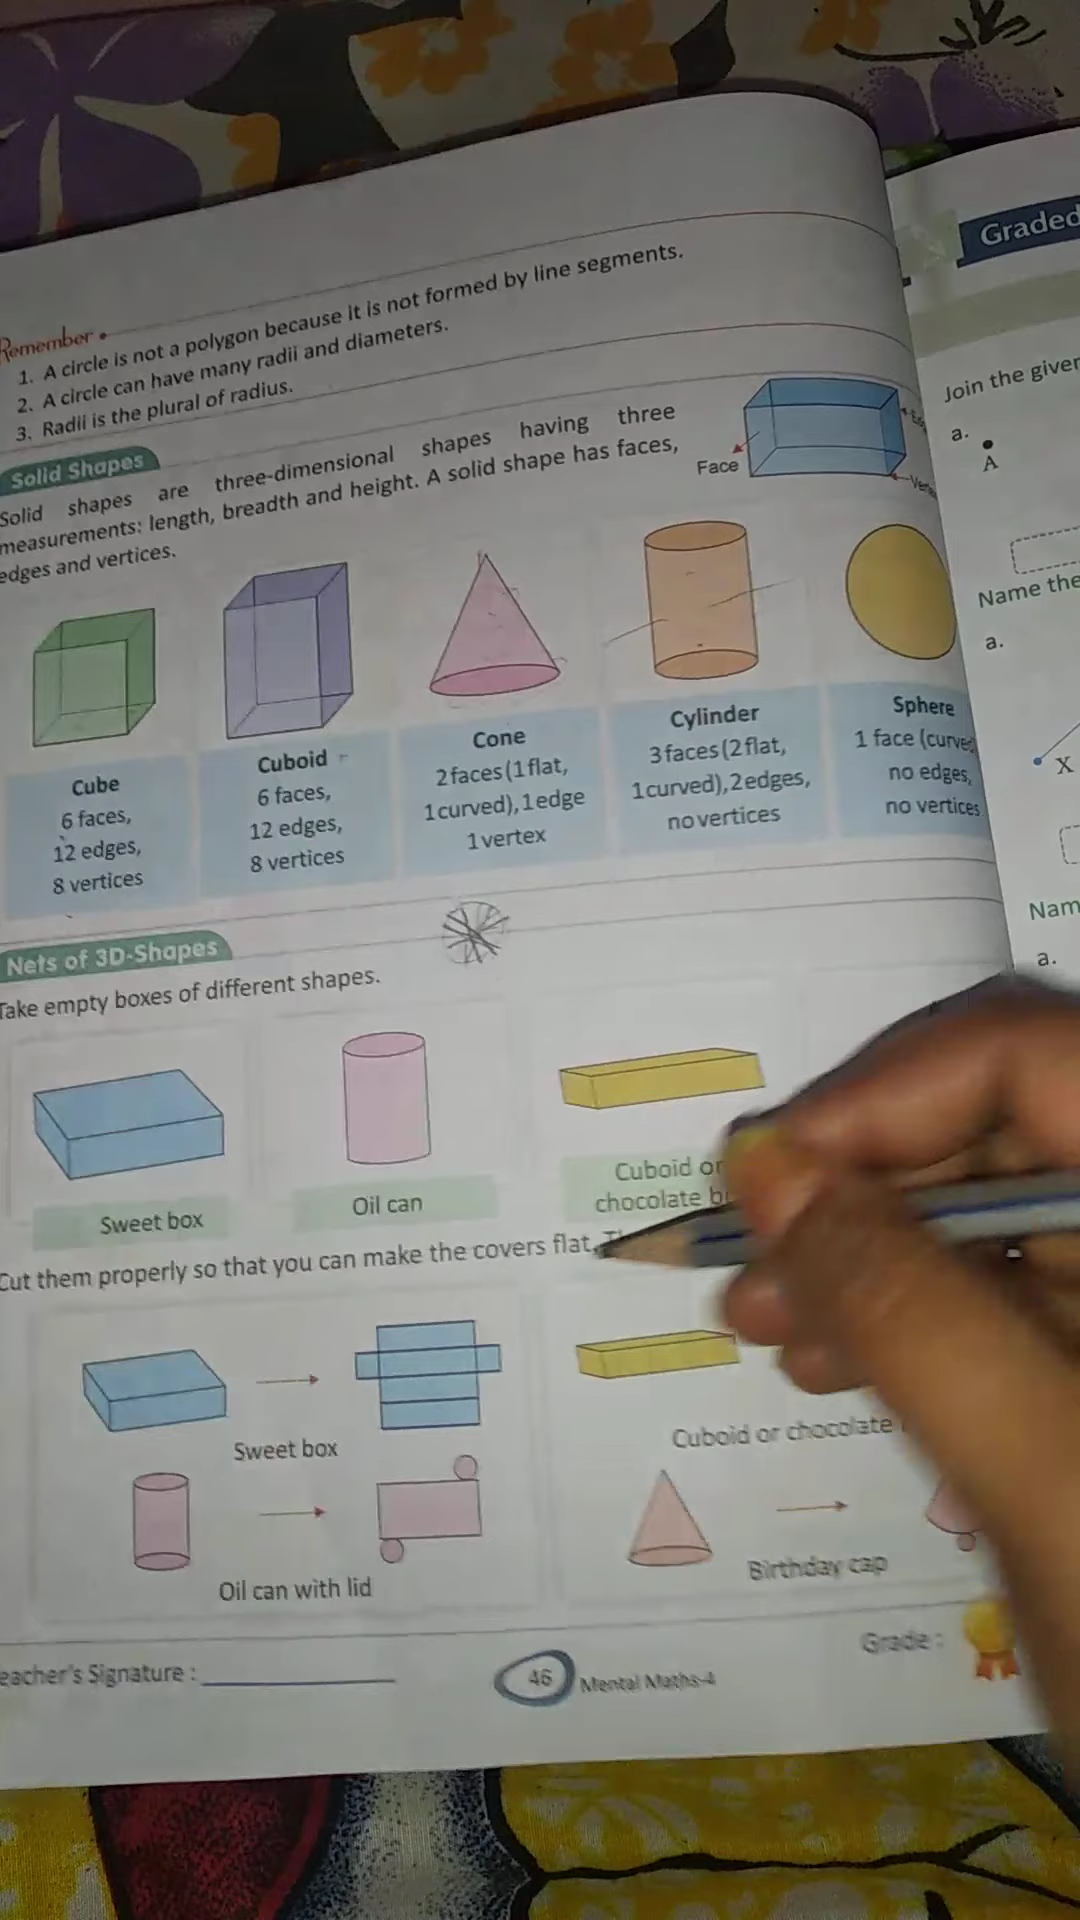 Graded
Remember
1. A circle is not a polygon because it is not formed by line segments.
2. A circle can have many radii and diameters.
3. Radii is the plural of radius.
Solid Shapes
Solid shapes are three-dimensional shapes having three
measurements: length, breadth and height. A solid shape has faces,
edges and vertices.
Face
Cube
6 faces,
12 edges,
8 vertices
Cuboid
6 faces,
12 edges,
8 vertices
Cone
2 faces (1 flat,
1 curved), 1 edge
1 vertex
Cylinder
3 faces (2 flat,
1 curved), 2 edges,
no vertices
Sphere
1 face (curved
no edges,
no vertices
Nets of 3D-Shapes
Take empty boxes of different shapes.
Sweet box
Oil can
Cuboid or
chocolate
Cut them properly so that you can make the covers flat.
Sweet box
Oil can with lid
Cuboid or chocolate
Birthday cap
eacher's Signature :
46
Mental Maths-4
Grade :
Join the given
a.
A
Name the
a.
X
Nam
a.